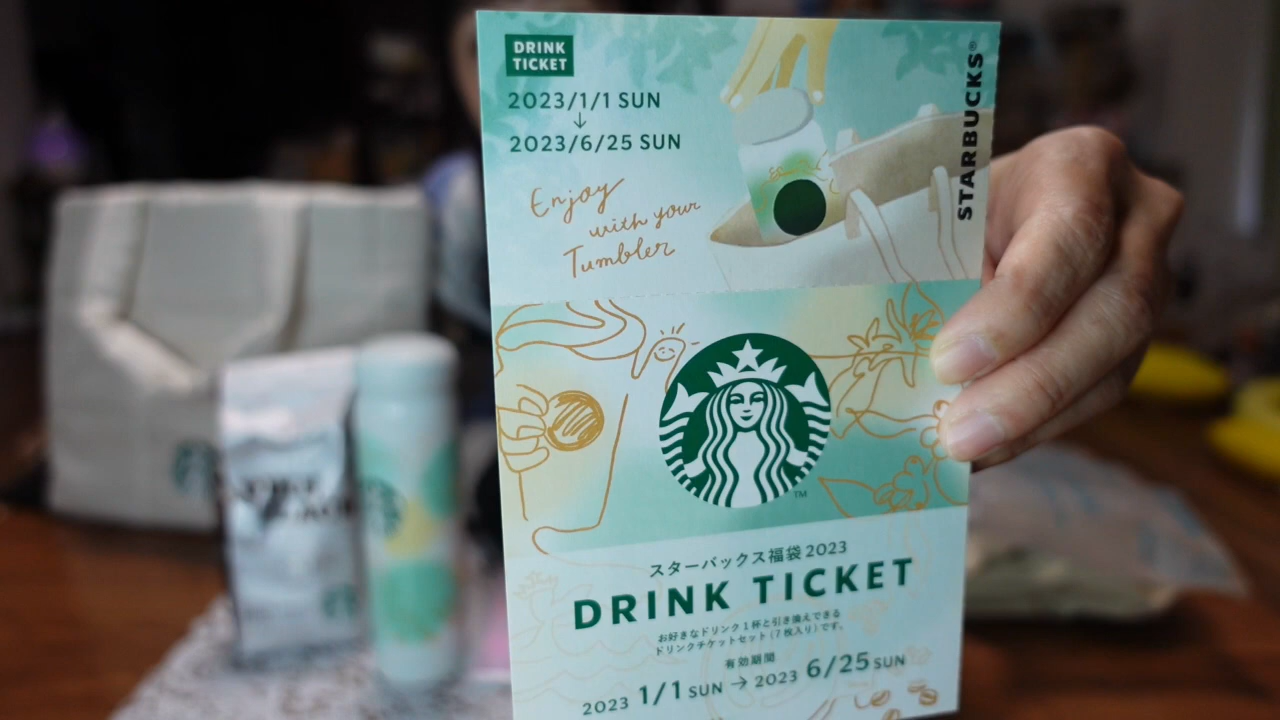 DRINK
TICKET
2023/1/1 SUN
↓
2023/6/25 SUN
Enjoy
with your
Tumbler
STARBUCKS®
TM
スターバックス福袋2023
DRINK TICKET
お好きなドリンク1杯と引き換えできる
ドリンクチケットセット(7枚入り)です。
有効期間
2023 1/1 SUN → 2023 6/25 SUN